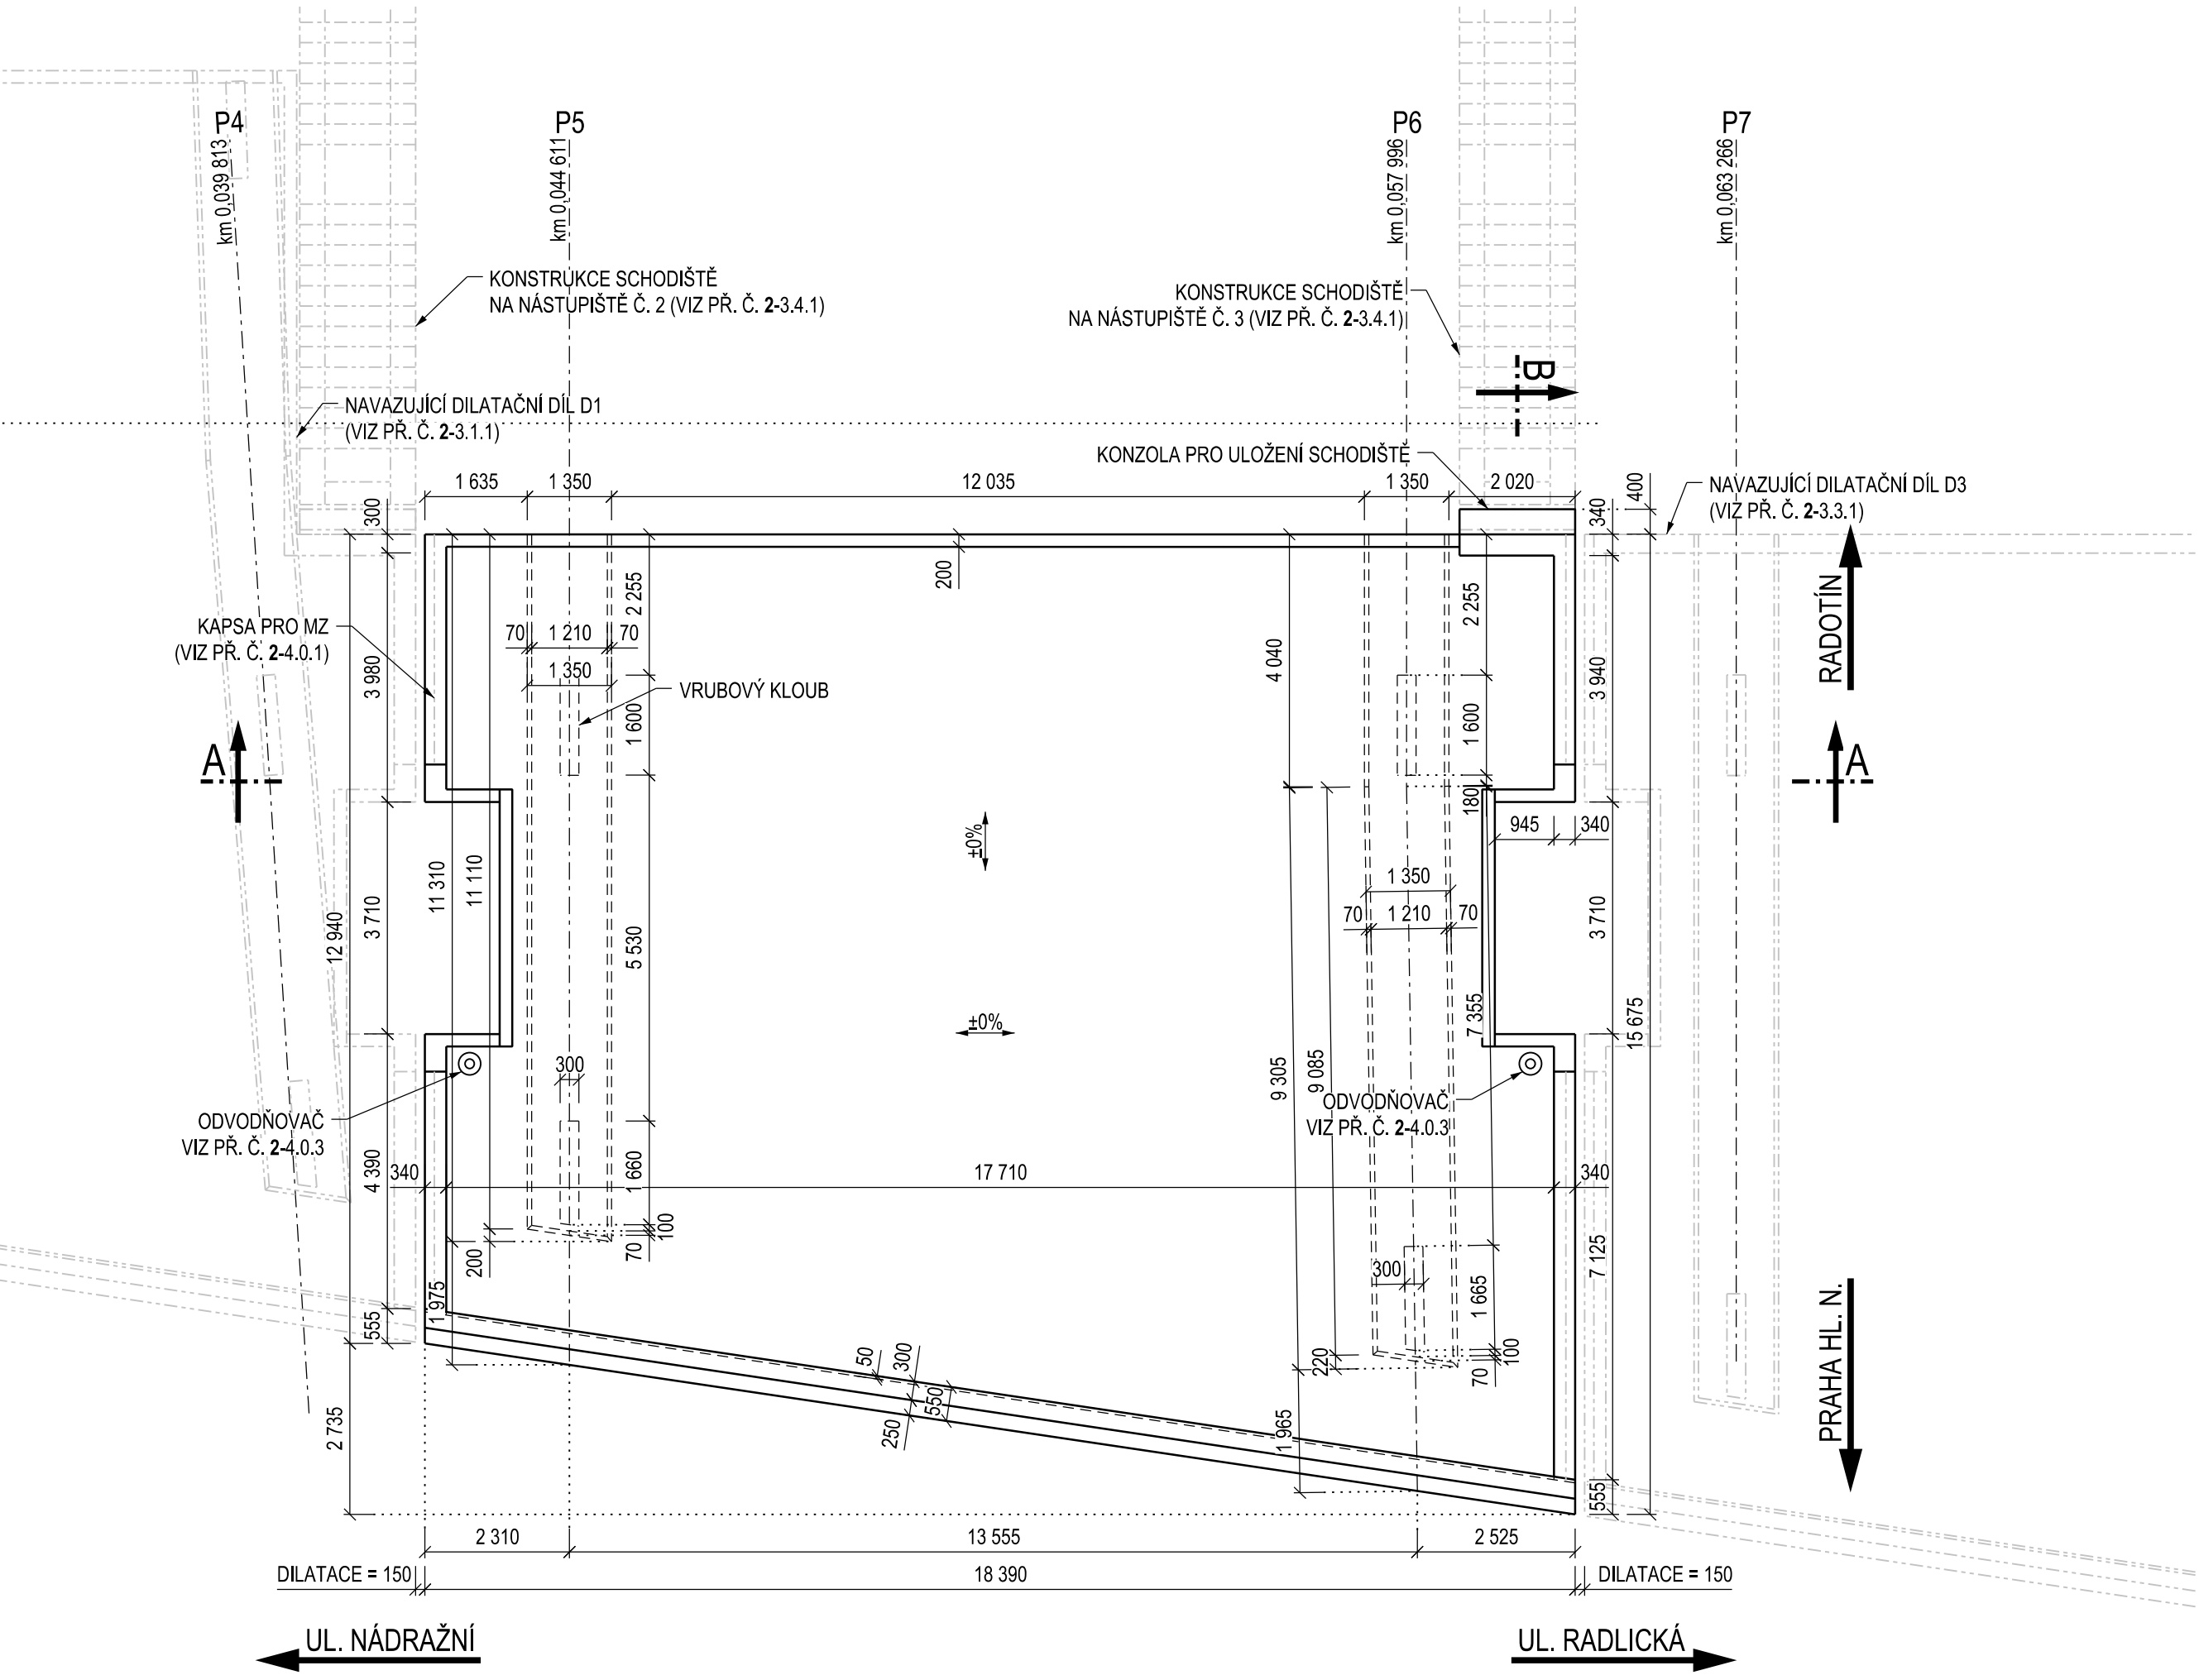 P4
km 0,039 813
P5
km 0,044 611
P6
km 0,057 996
P7
km 0,063 266
KONSTRUKCE SCHODIŠTĚ
NA NÁSTUPIŠTĚ Č. 2 (VIZ PŘ. Č. 2-3.4.1)
KONSTRUKCE SCHODIŠTĚ
NA NÁSTUPIŠTĚ Č. 3 (VIZ PŘ. Č. 2-3.4.1)
B
NAVAZUJÍCÍ DILATAČNÍ DÍL D1
(VIZ PŘ. Č. 2-3.1.1)
KONZOLA PRO ULOŽENÍ SCHODIŠTĚ
NAVAZUJÍCÍ DILATAČNÍ DÍL D3
(VIZ PŘ. Č. 2-3.3.1)
1 635
1 350
12 035
1 350
2 020
400
300
340
200
2 255
2 255
RADOTÍN
KAPSA PRO MZ
(VIZ PŘ. Č. 2-4.0.1)
70
1 210
70
1 350
VRUBOVÝ KLOUB
4 040
3 980
3 940
1 600
1 600
A
A
180
945
340
±0%
11 310
11 110
12 940
3 710
5 530
1 350
70
1 210
70
3 710
±0%
7 355
15 675
300
9 305
9 085
ODVODŇOVAČ
VIZ PŘ. Č. 2-4.0.3
ODVODŇOVAČ
VIZ PŘ. Č. 2-4.0.3
4 390
340
1 660
17 710
340
100
70
200
7 125
300
1 665
1 975
555
100
70
220
50
300
550
250
1 965
2 735
555
PRAHA HL. N.
2 310
13 555
2 525
DILATACE = 150
18 390
DILATACE = 150
UL. NÁDRAŽNÍ
UL. RADLICKÁ